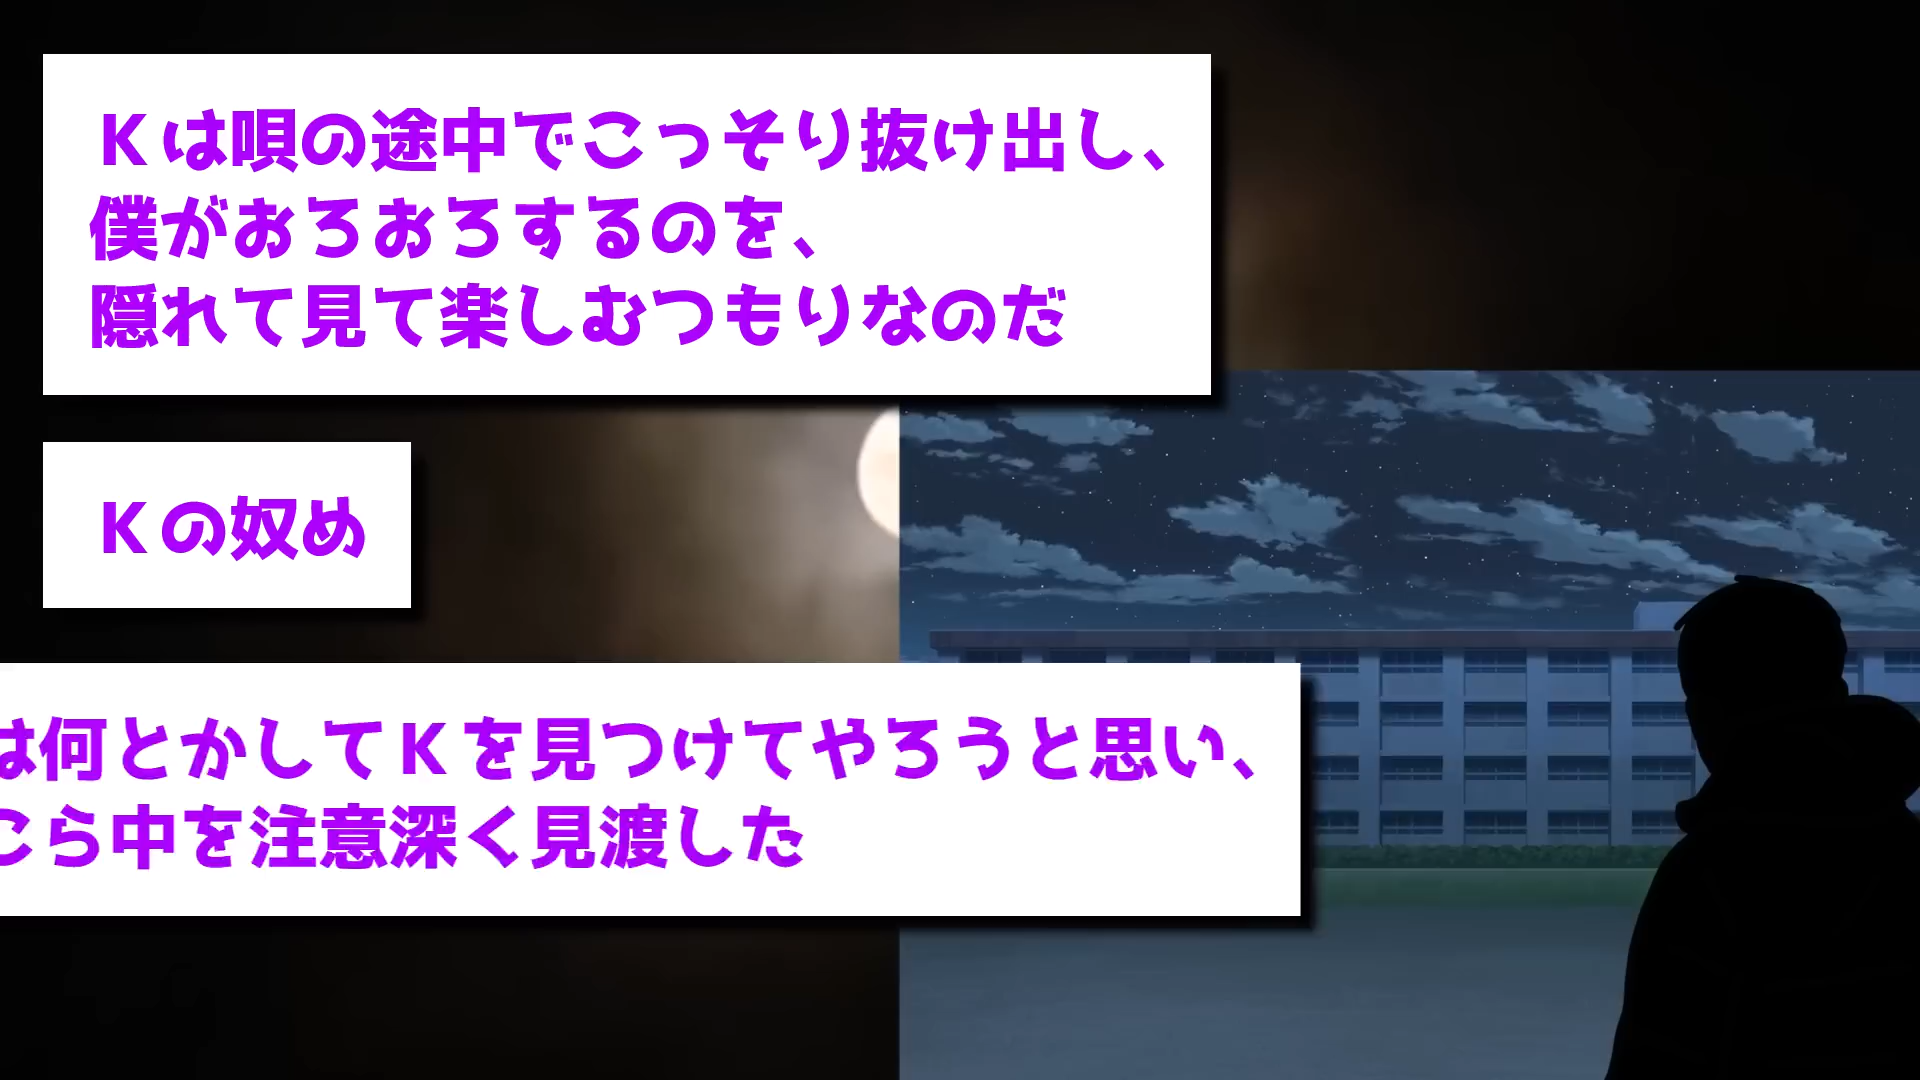 Kは唄の途中でこっそり抜け出し、
僕がおろおろするのを、
隠れて見て楽しむつもりなのだ
Kの奴め
は何とかしてKを見つけてやろうと思い、
こら中を注意深く見渡した